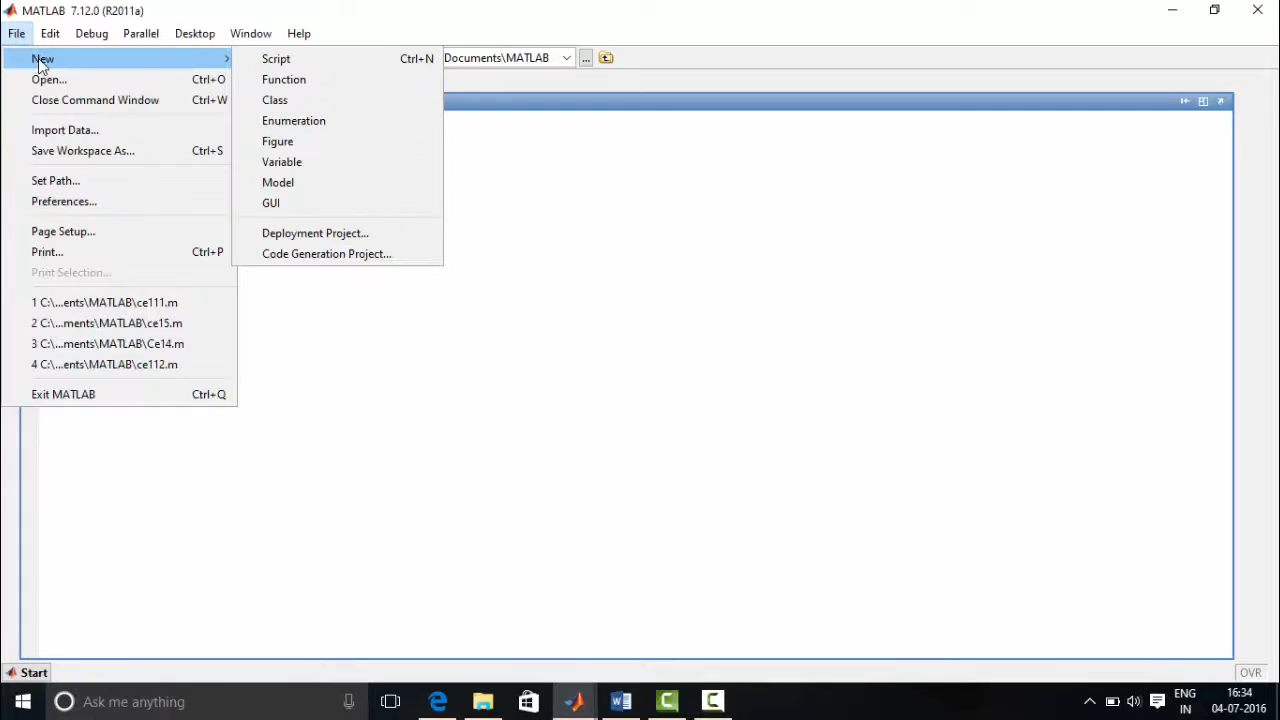 MATLAB 7.12.0 (R2011a)
File Edit Debug Parallel Desktop Window Help
New
Open... Ctrl+O
Close Command Window Ctrl+W
Import Data...
Save Workspace As... Ctrl+S
Set Path...
Preferences...
Page Setup...
Print... Ctrl+P
Print Selection...
1 C:\...ents\MATLAB\ce111.m
2 C:\...ments\MATLAB\ce15.m
3 C:\...ments\MATLAB\Ce14.m
4 C:\...ents\MATLAB\ce112.m
Exit MATLAB Ctrl+Q
Script Ctrl+N
Function
Class
Enumeration
Figure
Variable
Model
GUI
Deployment Project...
Code Generation Project...
Documents\MATLAB ...
Start
OVR
Ask me anything
ENG
IN
16:34
04-07-2016